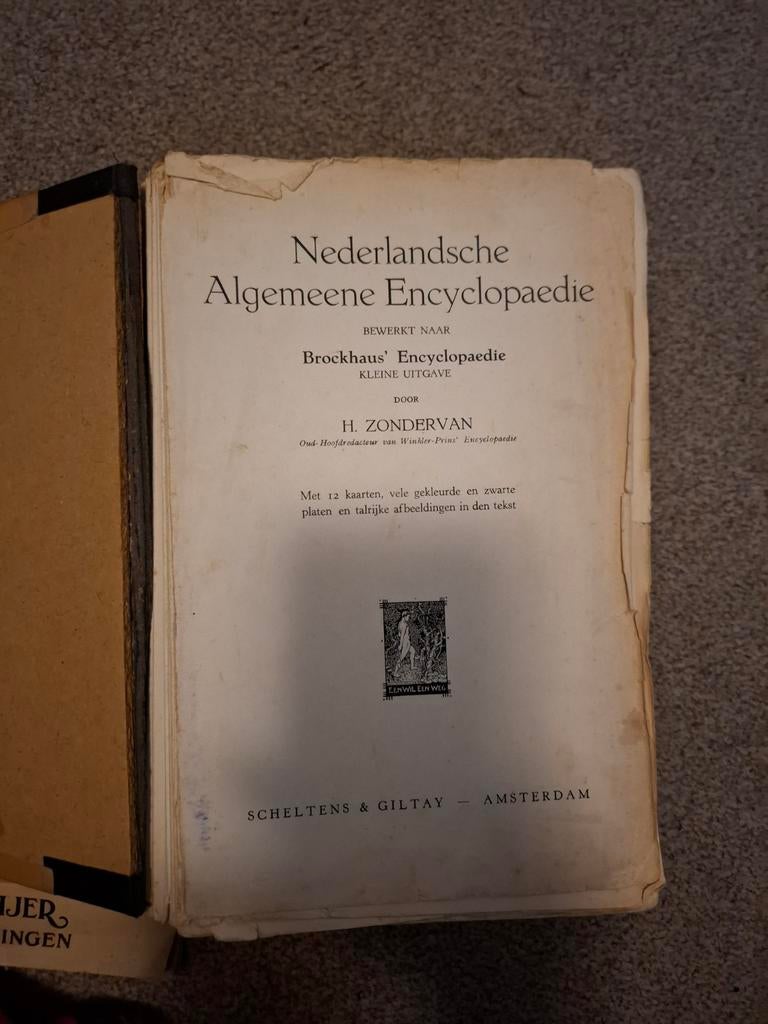 Nederlandsche
Algemeene Encyclopaedie
BEWERKT NAAR
Brockhaus' Encyclopaedie
KLEINE UITGAVE
DOOR
H. ZONDERVAN
Oud-Hoofdredacteur van Winkler-Prins' Encyclopaedie
Met 12 kaarten, vele gekleurde en zwarte
platen en talrijke afbeeldingen in den tekst
EEN WIL EEN WEG
SCHELTENS & GILTAY — AMSTERDAM
IJER
INGEN